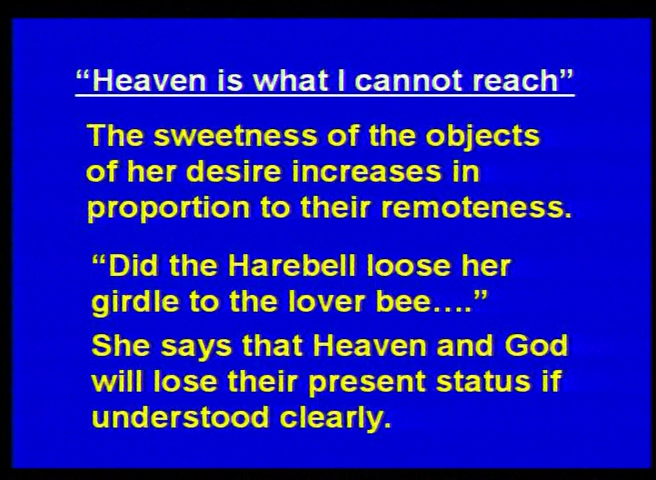 “Heaven is what I cannot reach”
The sweetness of the objects
of her desire increases in
proportion to their remoteness.
“Did the Harebell loose her
girdle to the lover bee….”
She says that Heaven and God
will lose their present status if
understood clearly.